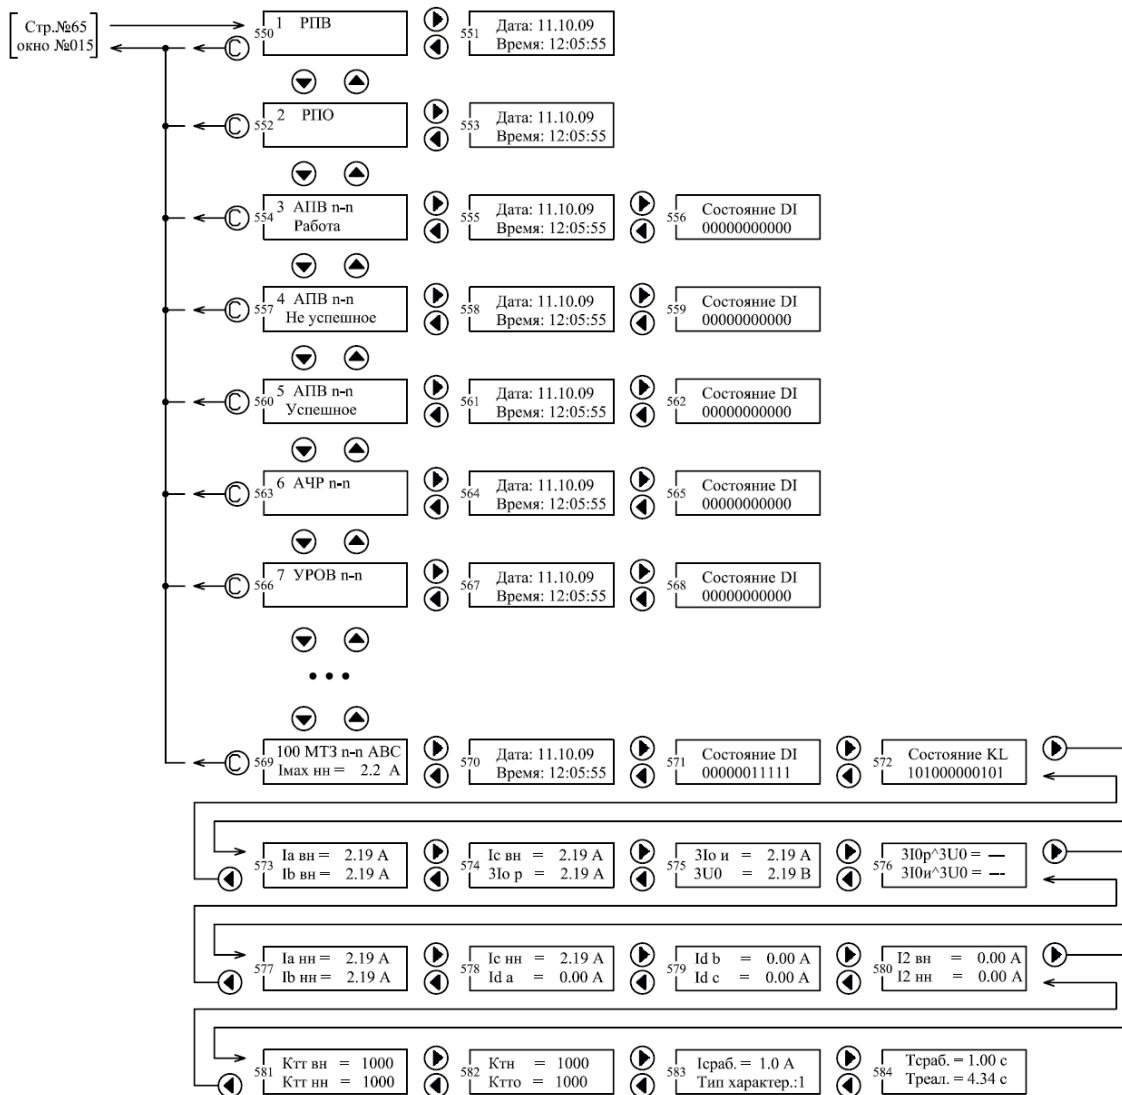 Стр.№65
окно №015
550
1 РПВ
551
Дата: 11.10.09
Время: 12:05:55
552
2 РПО
553
Дата: 11.10.09
Время: 12:05:55
554
3 АПВ n-n
Работа
555
Дата: 11.10.09
Время: 12:05:55
556
Состояние DI
00000000000
557
4 АПВ n-n
Не успешное
558
Дата: 11.10.09
Время: 12:05:55
559
Состояние DI
00000000000
560
5 АПВ n-n
Успешное
561
Дата: 11.10.09
Время: 12:05:55
562
Состояние DI
00000000000
563
6 АЧР n-n
564
Дата: 11.10.09
Время: 12:05:55
565
Состояние DI
00000000000
566
7 УРОВ n-n
567
Дата: 11.10.09
Время: 12:05:55
568
Состояние DI
00000000000
• • •
569
100 МТЗ n-n ABC
Iмах нн = 2.2 А
570
Дата: 11.10.09
Время: 12:05:55
571
Состояние DI
00000011111
572
Состояние KL
101000000101
573
Ia вн = 2.19 А
Ib вн = 2.19 А
574
Ic вн = 2.19 А
3Iо р = 2.19 А
575
3Iо и = 2.19 А
3U0 = 2.19 В
576
3I0р^3U0 = ---
3I0и^3U0 = ---
577
Ia нн = 2.19 А
Ib нн = 2.19 А
578
Ic нн = 2.19 А
Id a = 0.00 А
579
Id b = 0.00 А
Id c = 0.00 А
580
I2 вн = 0.00 А
I2 нн = 0.00 А
581
Ктт вн = 1000
Ктт нн = 1000
582
Ктн = 1000
Ктто = 1000
583
Iсраб. = 1.0 А
Тип характер.:1
584
Тсраб. = 1.00 с
Треал. = 4.34 с